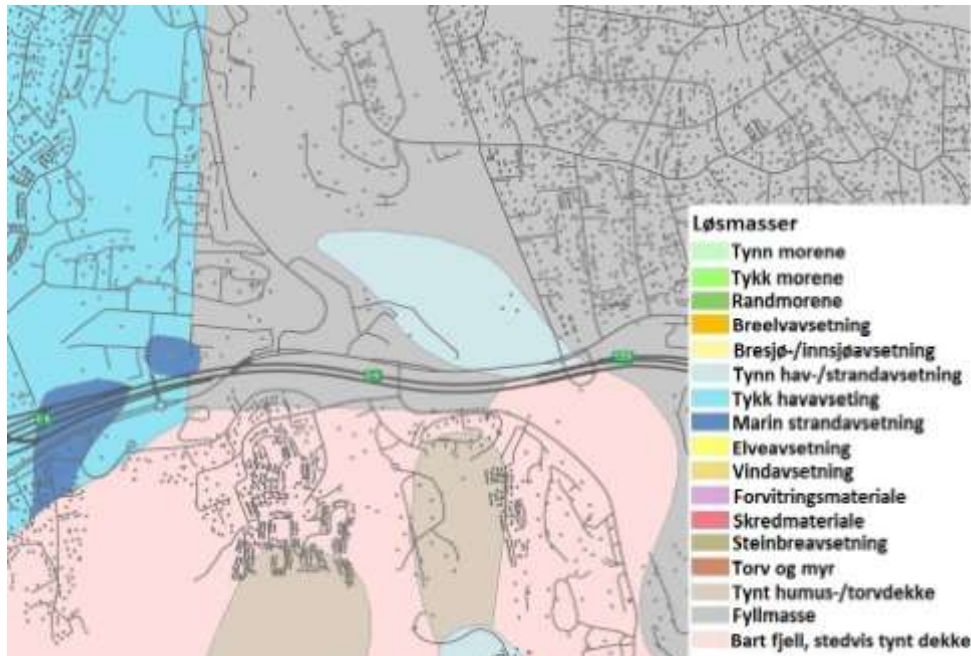 Løsmasser
Tynn morene
Tykk morene
Randmorene
Breelvavsetning
Bresjø-/innsjøavsetning
Tynn hav-/strandavsetning
Tykk havavseting
Marin strandavsetning
Elveavsetning
Vindavsetning
Forvitringsmateriale
Skredmateriale
Steinbreavsetning
Torv og myr
Tynt humus-/torvdekke
Fyllmasse
Bart fjell, stedvis tynt dekke